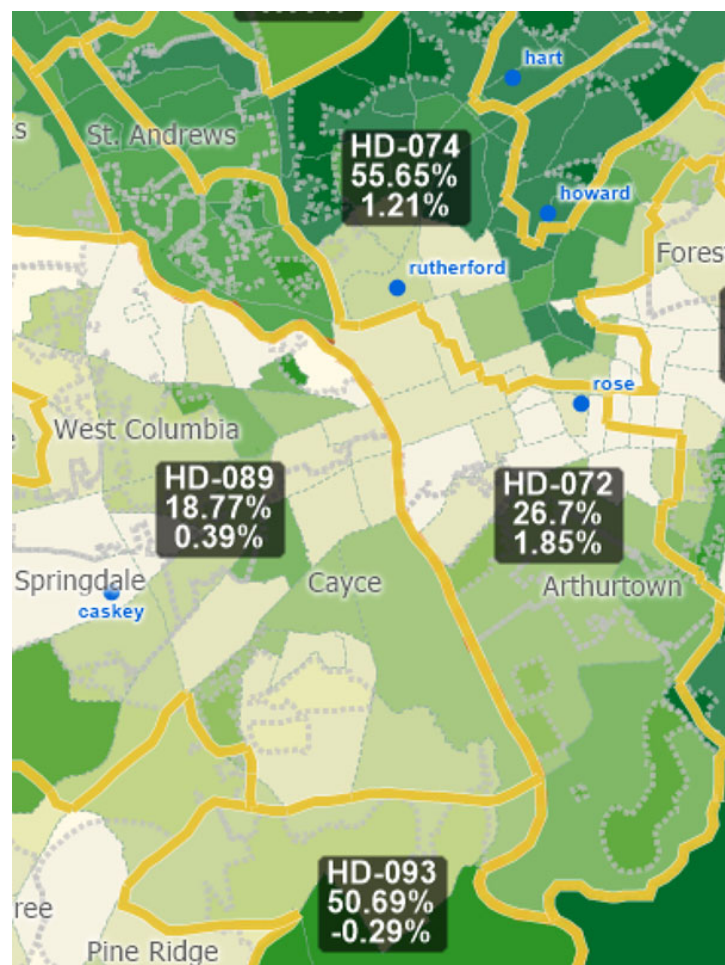 hart
St. Andrews
HD-074
55.65%
1.21%
howard
Fores
rutherford
rose
West Columbia
HD-089
18.77%
0.39%
HD-072
26.7%
1.85%
Springdale
caskey
Cayce
Arthurtown
HD-093
50.69%
-0.29%
ree
Pine Ridge